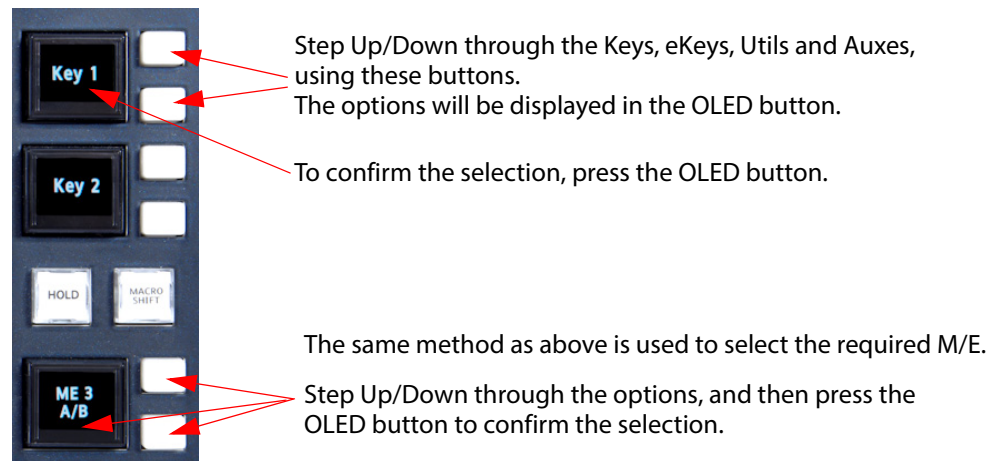 Key 1
Step Up/Down through the Keys, eKeys, Utils and Auxes,
using these buttons.
The options will be displayed in the OLED button.
To confirm the selection, press the OLED button.
Key 2
HOLD
MACRO
SHIFT
The same method as above is used to select the required M/E.
ME 3
A/B
Step Up/Down through the options, and then press the
OLED button to confirm the selection.